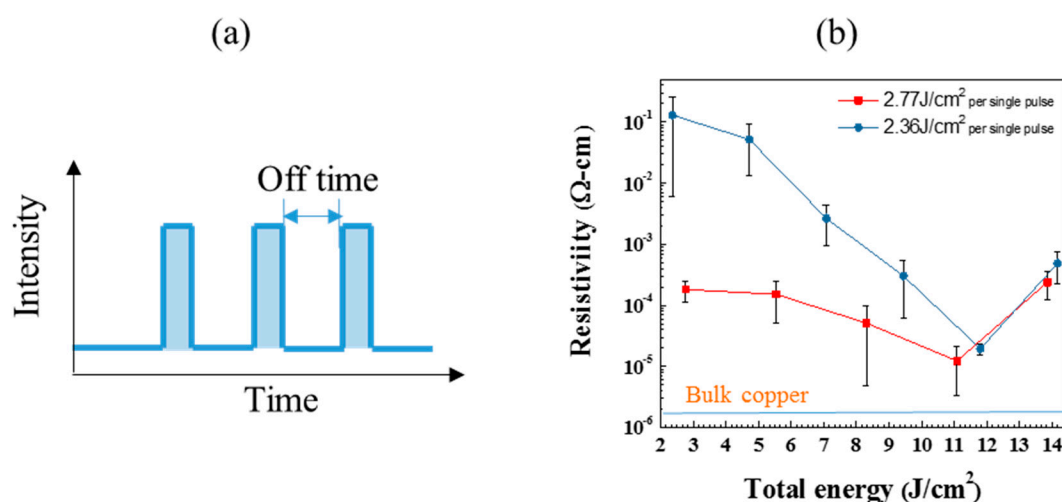 (a)
Off time
Intensity
Time
(b)
2.77J/cm² per single pulse
2.36J/cm² per single pulse
Resistiviity (Ω-cm)
10⁻¹
10⁻²
10⁻³
10⁻⁴
10⁻⁵
10⁻⁶
Bulk copper
2 3 4 5 6 7 8 9 10 11 12 13 14
Total energy (J/cm²)